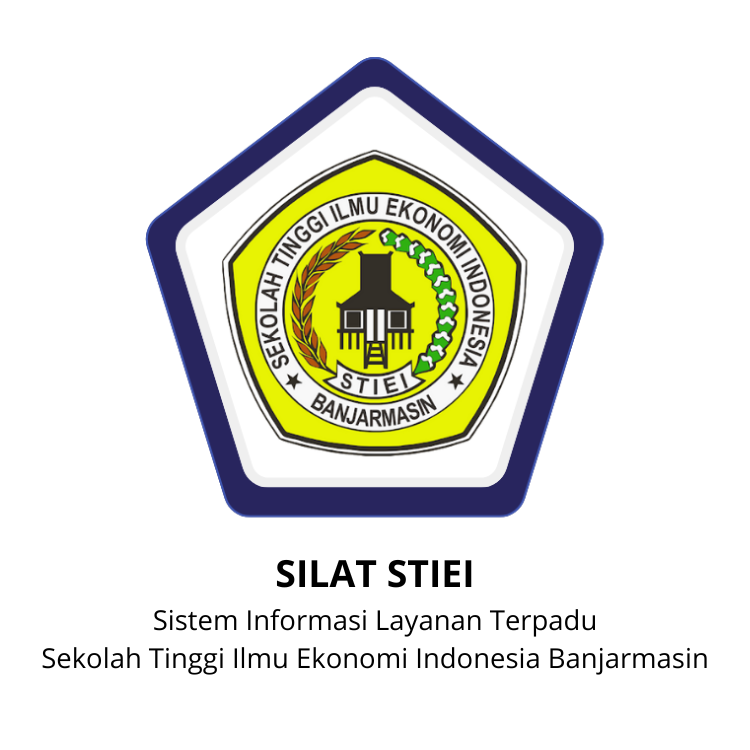 SEKOLAH TINGGI ILMU EKONOMI INDONESIA
STIEI
BANJARMASIN
SILAT STIEI
Sistem Informasi Layanan Terpadu
Sekolah Tinggi Ilmu Ekonomi Indonesia Banjarmasin